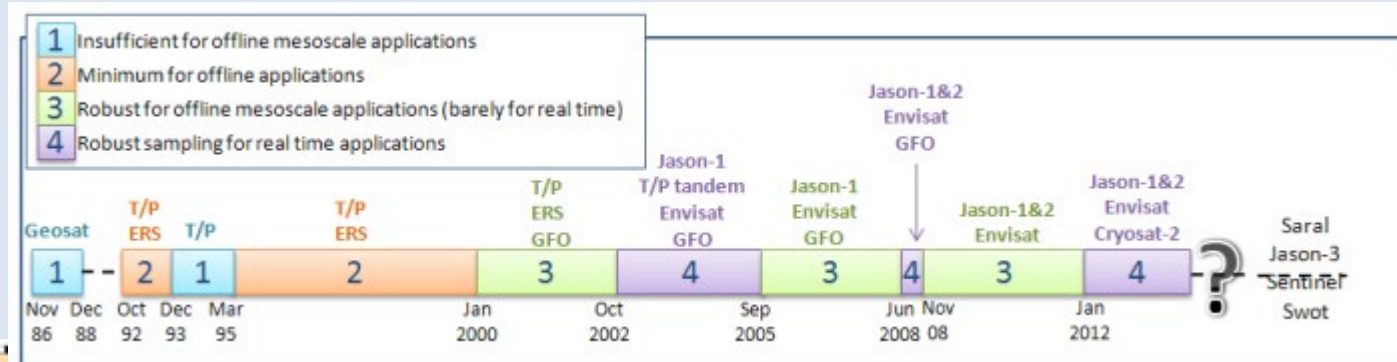 1 Insufficient for offline mesoscale applications
2 Minimum for offline applications
3 Robust for offline mesoscale applications (barely for real time)
4 Robust sampling for real time applications
Geosat
T/P
ERS
T/P
T/P
ERS
T/P
ERS
GFO
Jason-1
T/P tandem
Envisat
GFO
Jason-1
Envisat
GFO
Jason-1&2
Envisat
GFO
Jason-1&2
Envisat
Jason-1&2
Envisat
Cryosat-2
1 2 1 2 3 4 3 4 3 4 ?
Saral
Jason-3
Sentinel
Swot
Nov Dec Oct Dec Mar Jan Oct Sep Jun Nov Jan
86 88 92 93 95 2000 2002 2005 2008 08 2012